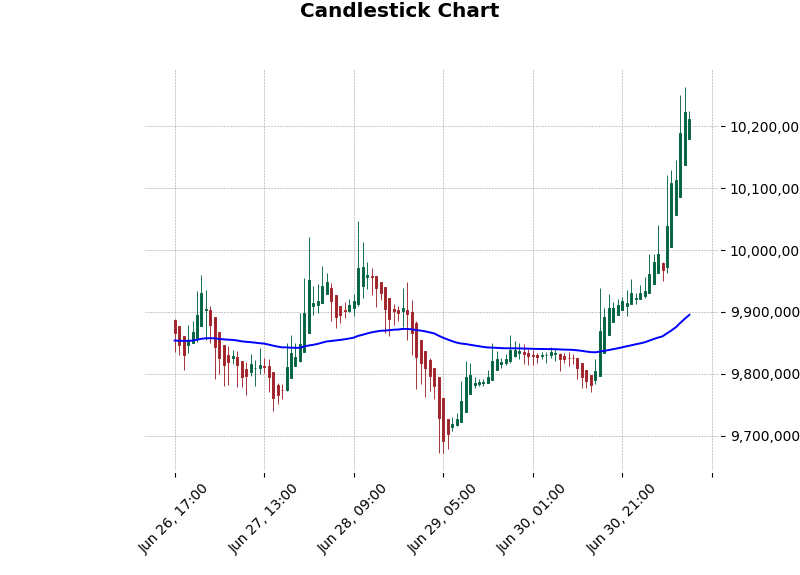 Candlestick Chart
10,200,00
10,100,00
10,000,00
9,900,000
9,800,000
9,700,000
Jun 26, 17:00
Jun 27, 13:00
Jun 28, 09:00
Jun 29, 05:00
Jun 30, 01:00
Jun 30, 21:00